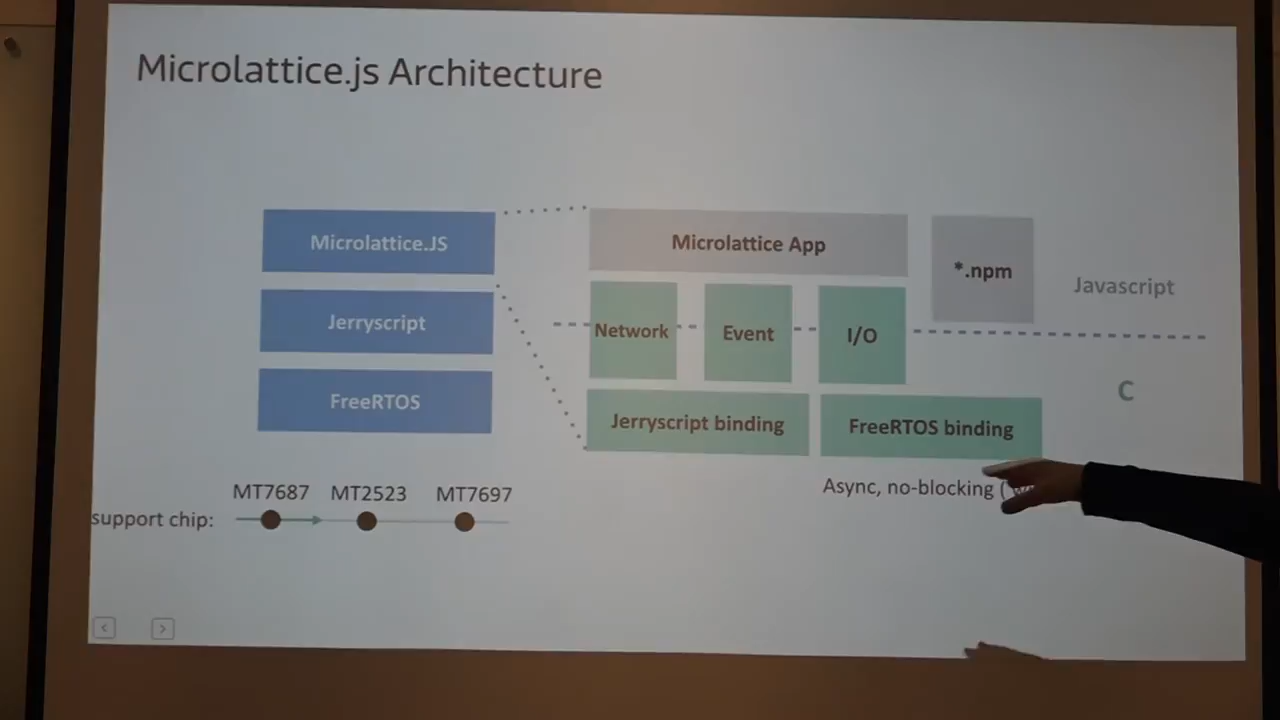 Microlattice.js Architecture
Microlattice.JS
Jerryscript
FreeRTOS
Microlattice App
*.npm
Javascript
Network
Event
I/O
C
Jerryscript binding
FreeRTOS binding
Async, no-blocking (
MT7687 MT2523 MT7697
support chip:
< >